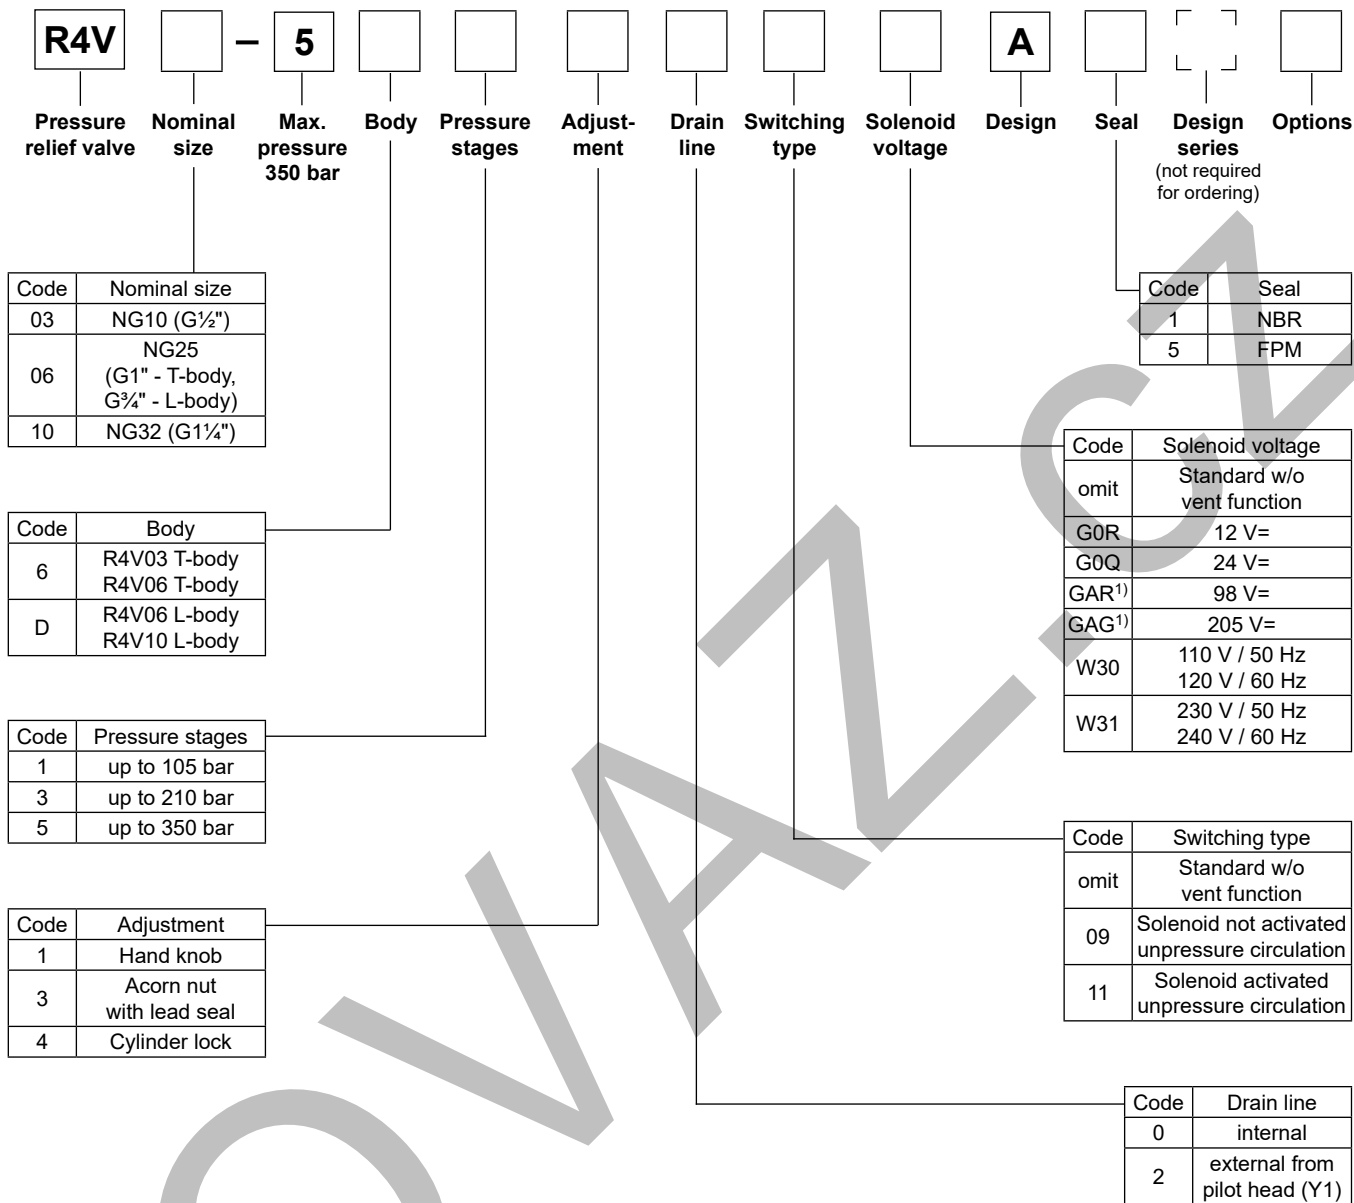 R4V – 5 A
Pressure relief valve
Nominal size
Max. pressure 350 bar
Body
Pressure stages
Adjust-
ment
Drain line
Switching type
Solenoid voltage
Design
Seal
Design series
(not required for ordering)
Options
Code Nominal size
03 NG10 (G½")
06 NG25
(G1" - T-body,
G¾" - L-body)
10 NG32 (G1¼")
Code Body
6 R4V03 T-body
R4V06 T-body
D R4V06 L-body
R4V10 L-body
Code Pressure stages
1 up to 105 bar
3 up to 210 bar
5 up to 350 bar
Code Adjustment
1 Hand knob
3 Acorn nut
with lead seal
4 Cylinder lock
Code Seal
1 NBR
5 FPM
Code Solenoid voltage
omit Standard w/o
vent function
G0R 12 V=
G0Q 24 V=
GAR1) 98 V=
GAG1) 205 V=
W30 110 V / 50 Hz
120 V / 60 Hz
W31 230 V / 50 Hz
240 V / 60 Hz
Code Switching type
omit Standard w/o
vent function
09 Solenoid not activated
unpressure circulation
11 Solenoid activated
unpressure circulation
Code Drain line
0 internal
2 external from
pilot head (Y1)
OVAZ.CZ